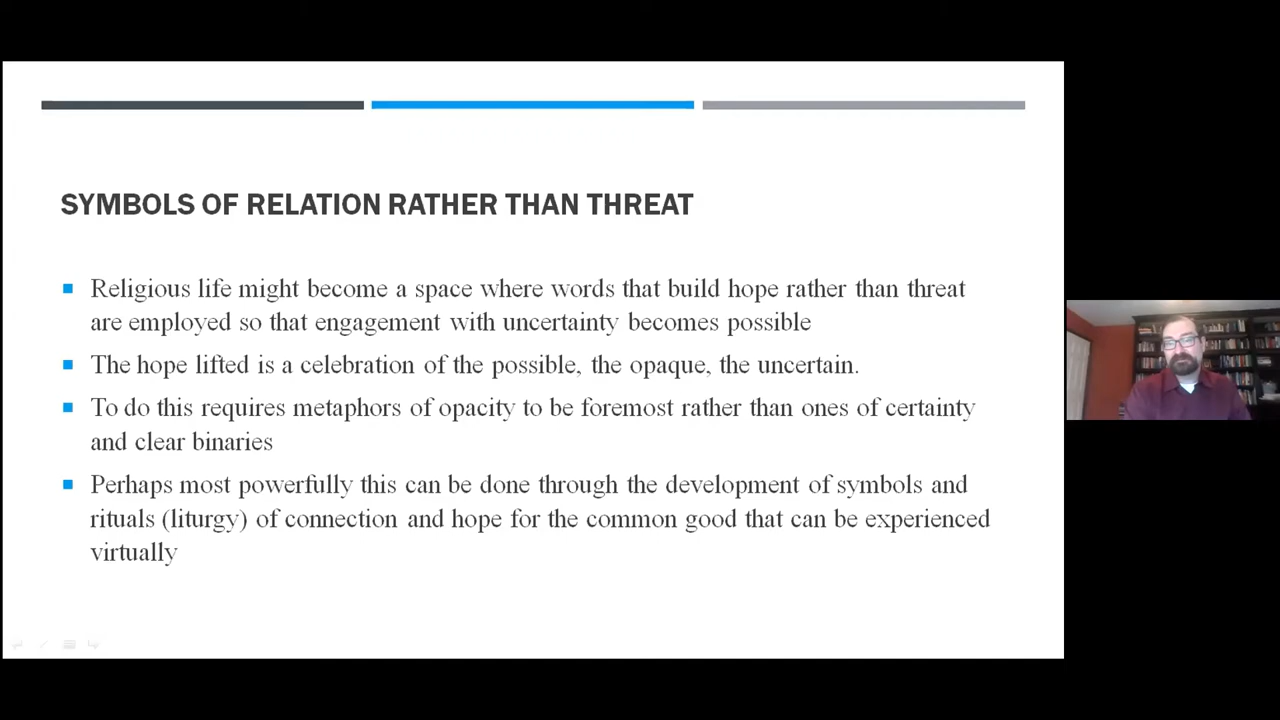 SYMBOLS OF RELATION RATHER THAN THREAT
Religious life might become a space where words that build hope rather than threat
are employed so that engagement with uncertainty becomes possible
The hope lifted is a celebration of the possible, the opaque, the uncertain.
To do this requires metaphors of opacity to be foremost rather than ones of certainty
and clear binaries
Perhaps most powerfully this can be done through the development of symbols and
rituals (liturgy) of connection and hope for the common good that can be experienced
virtually